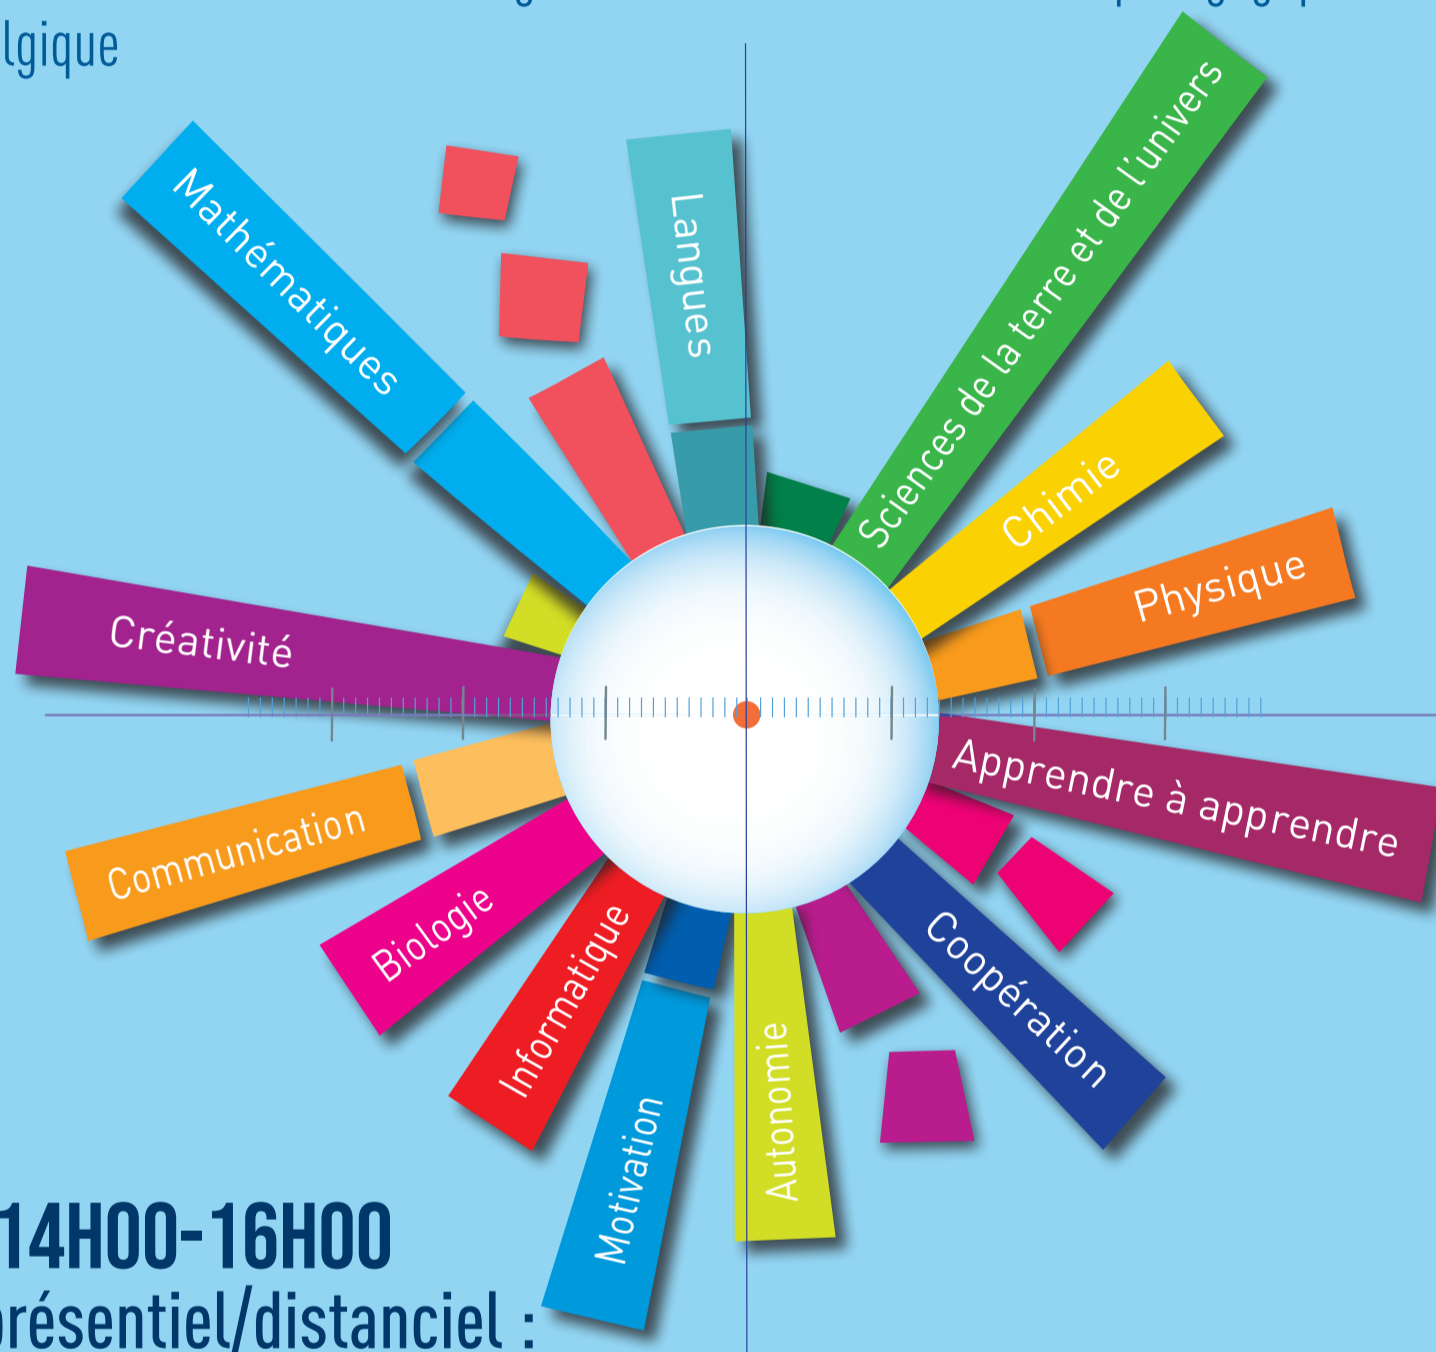 lgique
Mathématiques
Langues
Sciences de la terre et de l'univers
Chimie
Physique
Créativité
Apprendre à apprendre
Communication
Biologie
Informatique
Motivation
Autonomie
Coopération
14H00-16H00
présentiel/distanciel :